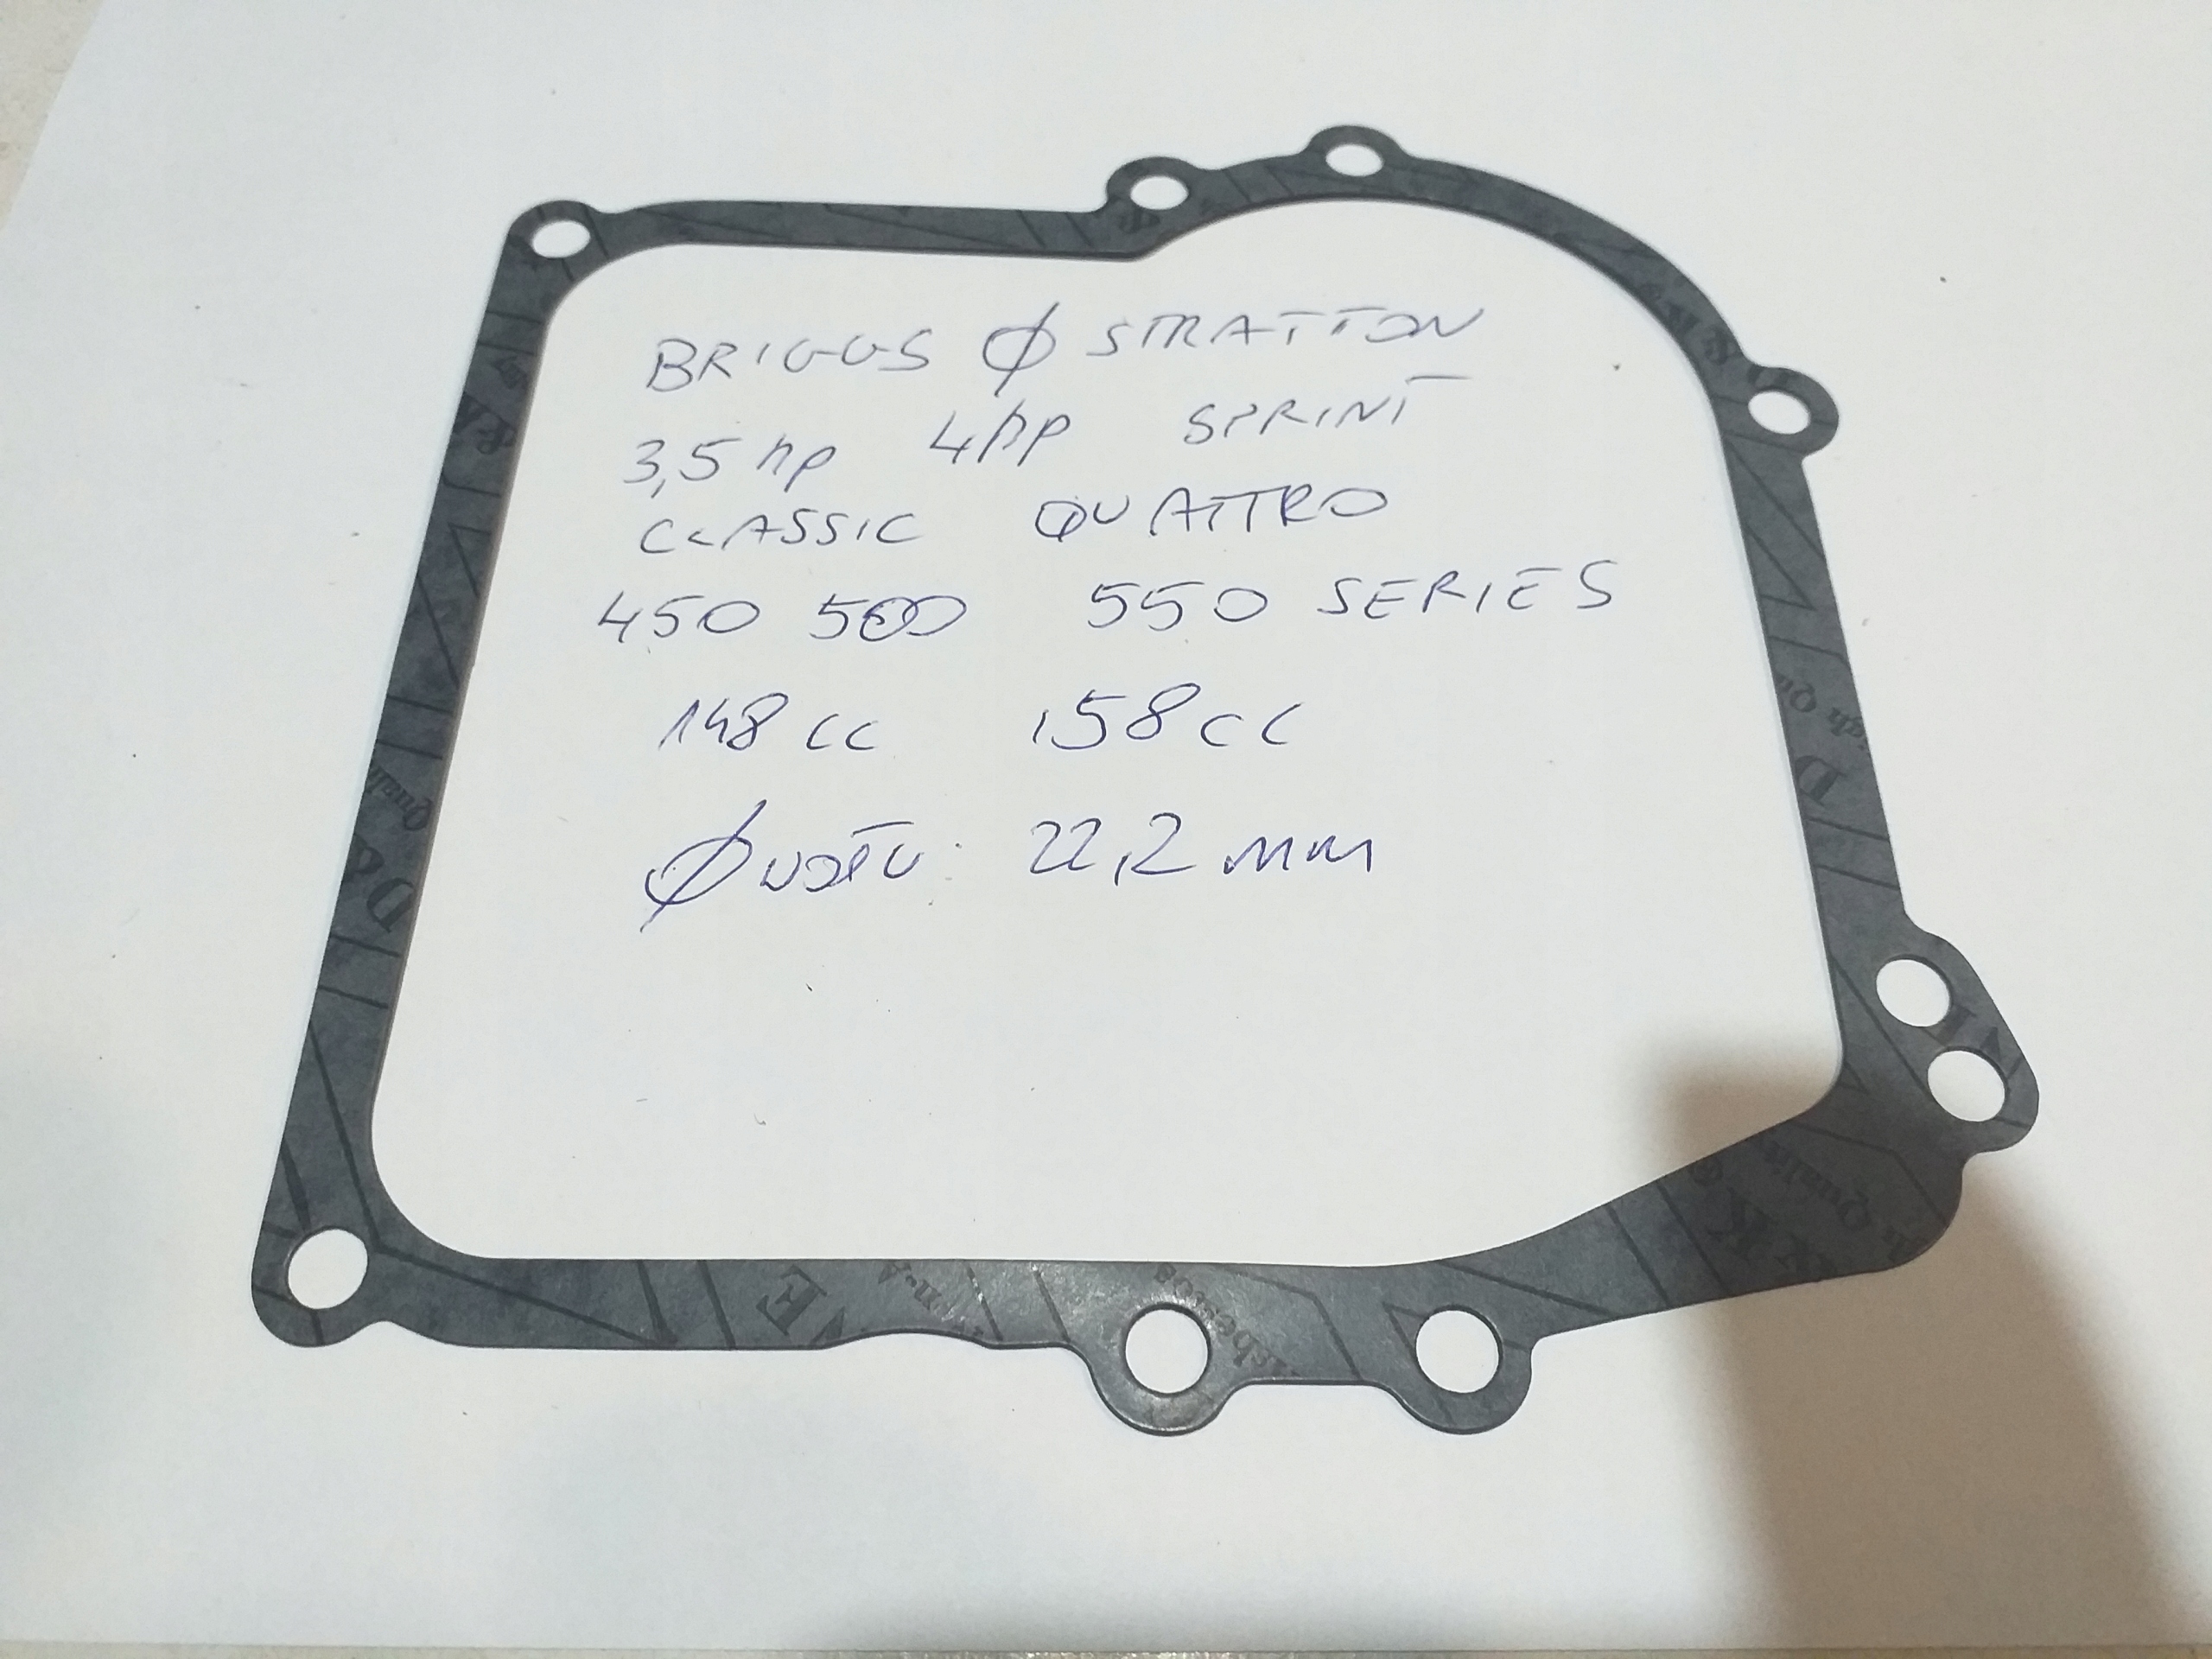 BRIGGS & STRATTON
3,5 hp 4hp SPRINT
CLASSIC QUATTRO
450 500 550 SERIES
148 cc 158 cc
Ø wału: 22,2 mm